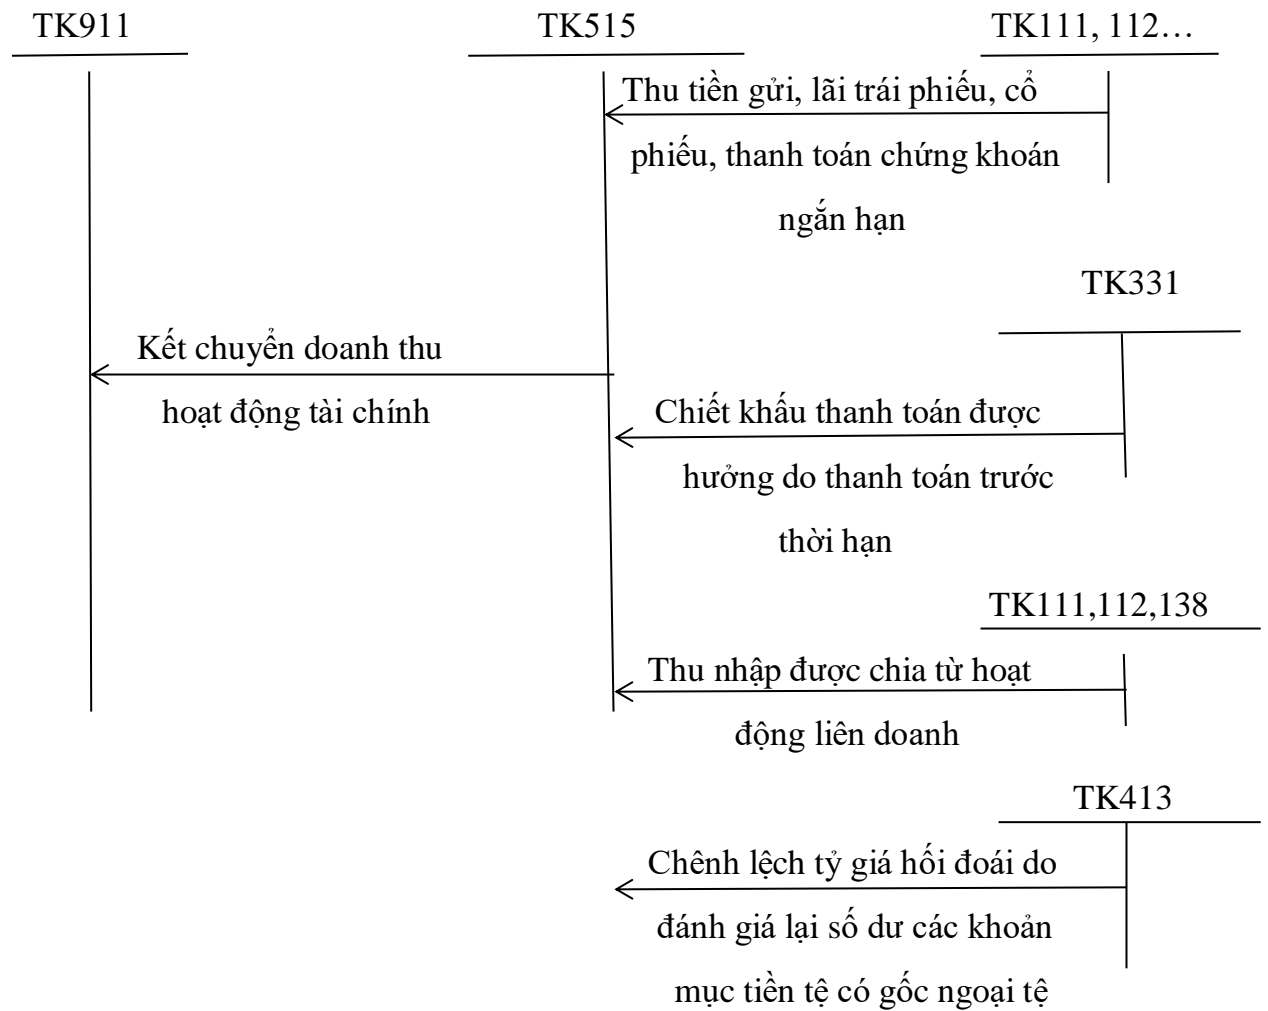 TK911
TK515
TK111, 112…
Thu tiền gửi, lãi trái phiếu, cổ
phiếu, thanh toán chứng khoán
ngắn hạn
TK331
Kết chuyển doanh thu
hoạt động tài chính
Chiết khấu thanh toán được
hưởng do thanh toán trước
thời hạn
TK111,112,138
Thu nhập được chia từ hoạt
động liên doanh
TK413
Chênh lệch tỷ giá hối đoái do
đánh giá lại số dư các khoản
mục tiền tệ có gốc ngoại tệ